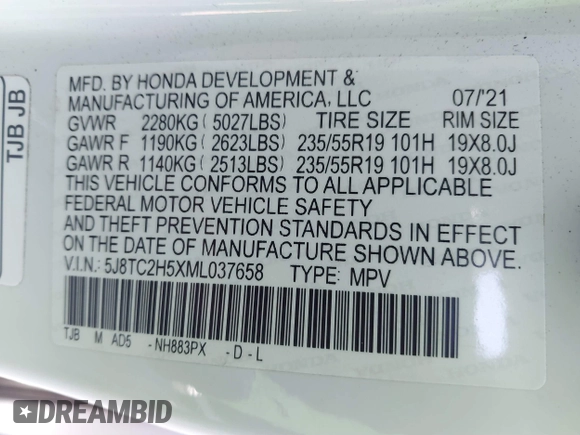 MFD. BY HONDA DEVELOPMENT &
MANUFACTURING OF AMERICA, LLC 07/'21
GVWR 2280KG ( 5027LBS) TIRE SIZE RIM SIZE
GAWR F 1190KG ( 2623LBS) 235/55R19 101H 19X8.0J
GAWR R 1140KG ( 2513LBS) 235/55R19 101H 19X8.0J
THIS VEHICLE CONFORMS TO ALL APPLICABLE
FEDERAL MOTOR VEHICLE SAFETY
AND THEFT PREVENTION STANDARDS IN EFFECT
ON THE DATE OF MANUFACTURE SHOWN ABOVE.
V.I.N.: 5J8TC2H5XML037658 TYPE: MPV
TJB M AD5 -NH883PX -D-L
TJB JB
DREAMBID